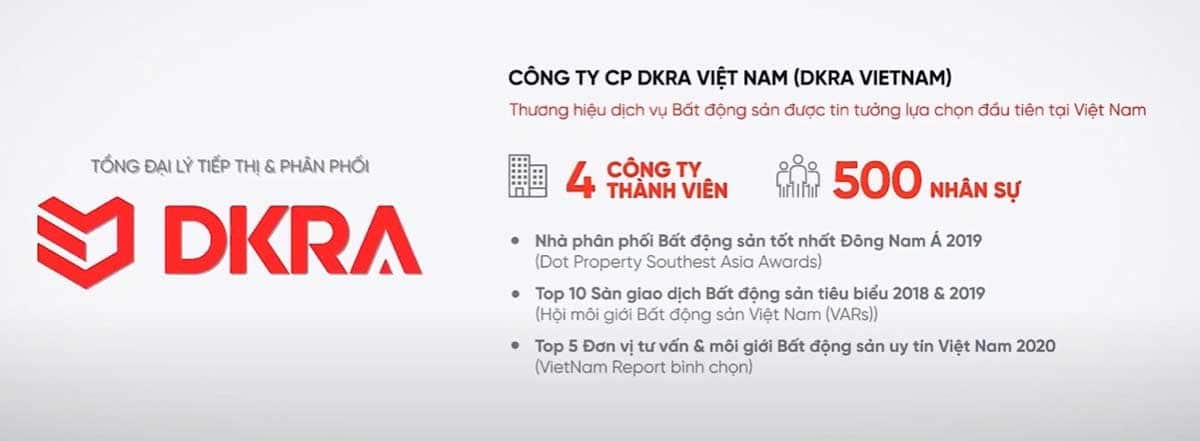 TỔNG ĐẠI LÝ TIẾP THỊ & PHÂN PHỐI
DKRA
CÔNG TY CP DKRA VIỆT NAM (DKRA VIETNAM)
Thương hiệu dịch vụ Bất động sản được tin tưởng lựa chọn đầu tiên tại Việt Nam
4 CÔNG TY
THÀNH VIÊN
500 NHÂN SỰ
• Nhà phân phối Bất động sản tốt nhất Đông Nam Á 2019
(Dot Property Southest Asia Awards)
• Top 10 Sàn giao dịch Bất động sản tiêu biểu 2018 & 2019
(Hội môi giới Bất động sản Việt Nam (VARs))
• Top 5 Đơn vị tư vấn & môi giới Bất động sản uy tín Việt Nam 2020
(VietNam Report bình chọn)